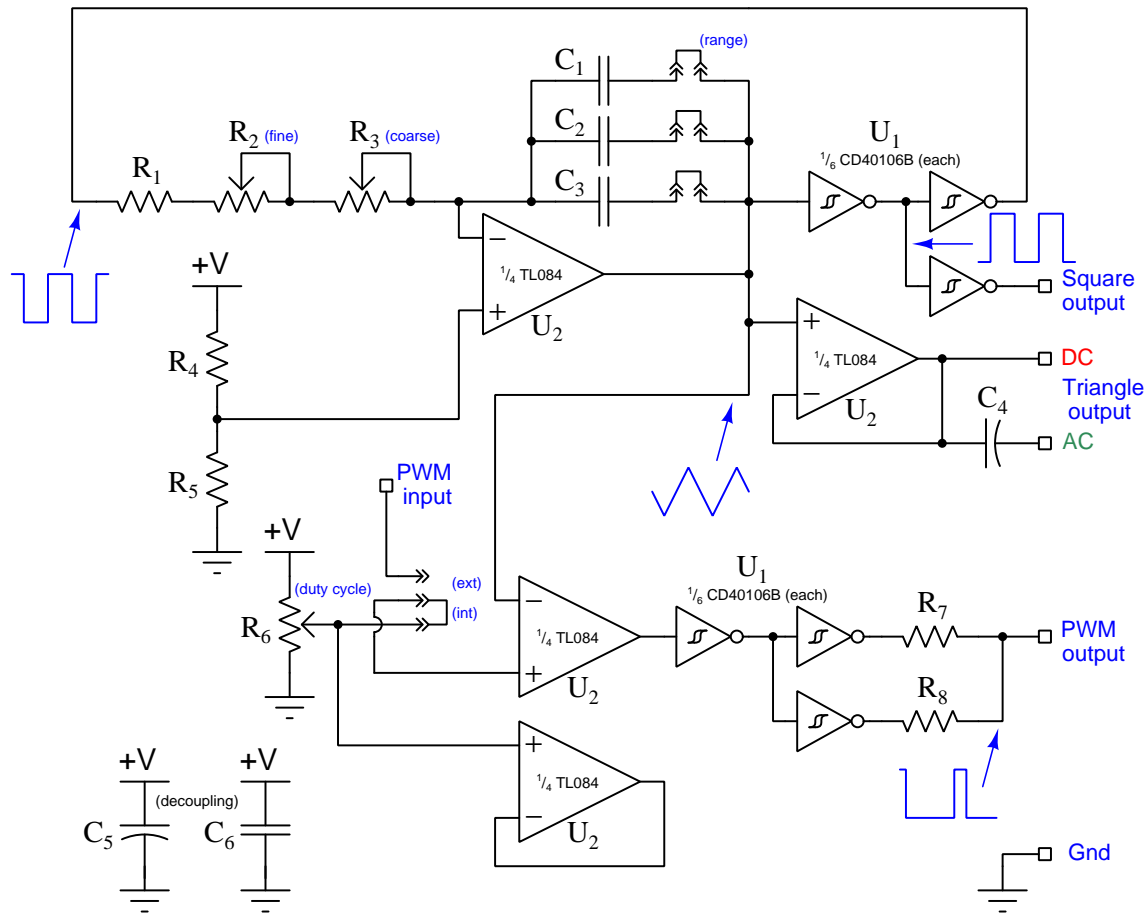 C1
(range)
C2
U1
1/6 CD40106B (each)
R2 (fine)
R3 (coarse)
R1
C3
−
1/4 TL084
+
U2
+V
Square
output
R4
+
1/4 TL084
−
U2
DC
Triangle
output
C4
AC
R5
PWM
input
+V
(duty cycle)
(ext)
(int)
R6
−
1/4 TL084
+
U2
U1
1/6 CD40106B (each)
R7
PWM
output
R8
+
1/4 TL084
−
U2
+V
+V
(decoupling)
C5
C6
Gnd